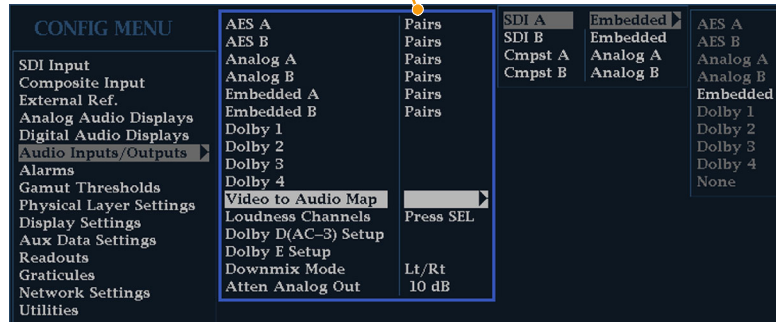 CONFIG MENU
SDI Input
Composite Input
External Ref.
Analog Audio Displays
Digital Audio Displays
Audio Inputs/Outputs
Alarms
Gamut Thresholds
Physical Layer Settings
Display Settings
Aux Data Settings
Readouts
Graticules
Network Settings
Utilities
AES A Pairs
AES B Pairs
Analog A Pairs
Analog B Pairs
Embedded A Pairs
Embedded B Pairs
Dolby 1
Dolby 2
Dolby 3
Dolby 4
Video to Audio Map
Loudness Channels Press SEL
Dolby D(AC-3) Setup
Dolby E Setup
Downmix Mode Lt/Rt
Atten Analog Out 10 dB
SDI A Embedded
SDI B Embedded
Cmpst A Analog A
Cmpst B Analog B
AES A
AES B
Analog A
Analog B
Embedded
Dolby 1
Dolby 2
Dolby 3
Dolby 4
None